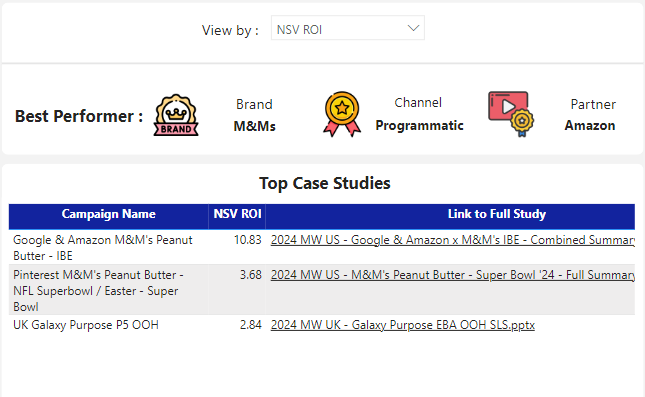 View by :
NSV ROI
Best Performer :
BRAND
Brand
M&Ms
Channel
Programmatic
Partner
Amazon
Top Case Studies
Campaign Name NSV ROI Link to Full Study
Google & Amazon M&M's Peanut 10.83 2024 MW US - Google & Amazon x M&M's IBE - Combined Summary
Butter - IBE
Pinterest M&M's Peanut Butter - 3.68 2024 MW US - M&M's Peanut Butter - Super Bowl '24 - Full Summary
NFL Superbowl / Easter - Super
Bowl
UK Galaxy Purpose P5 OOH 2.84 2024 MW UK - Galaxy Purpose EBA OOH SLS.pptx